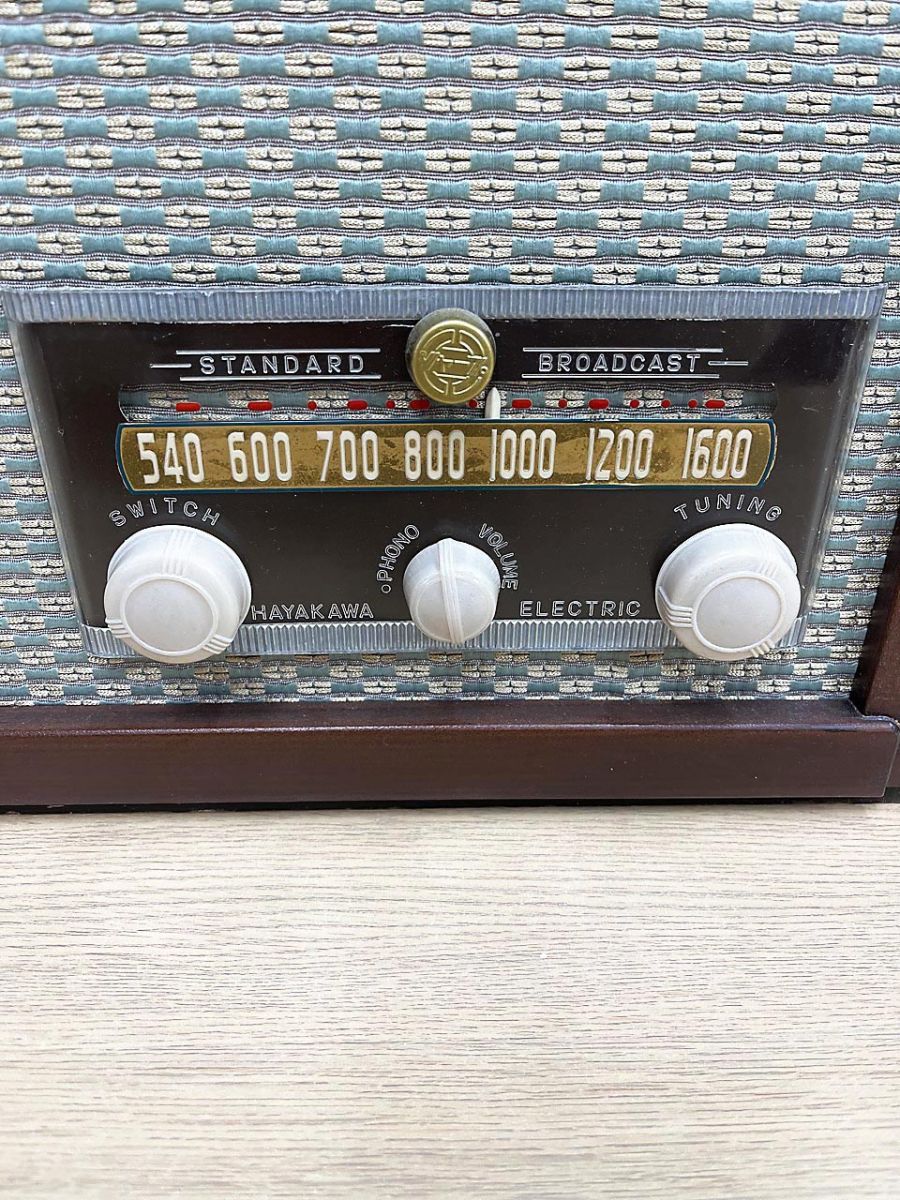 STANDARD BROADCAST
540 600 700 800 1000 1200 1600
SWITCH
TUNING
PHONO
VOLUME
HAYAKAWA
ELECTRIC